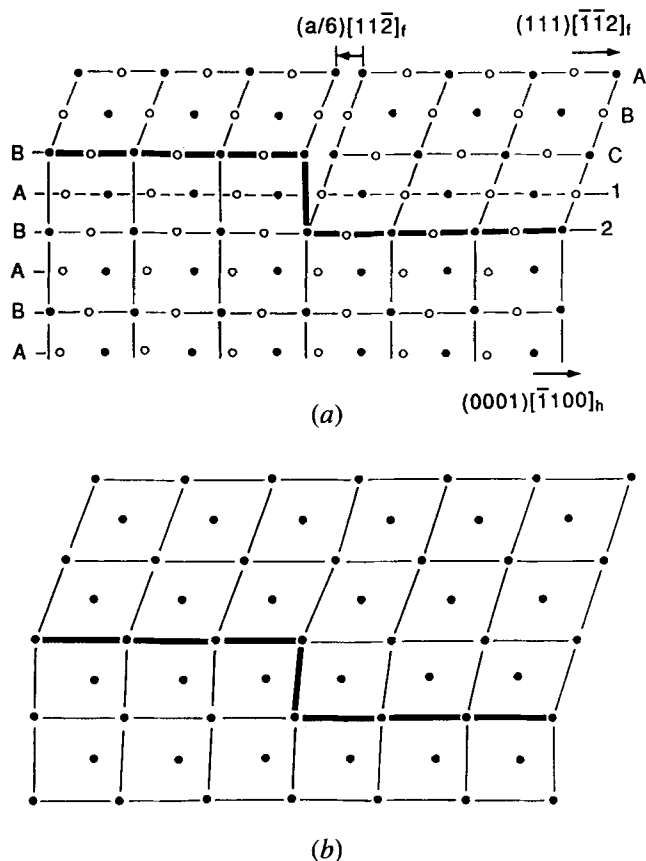 (a/6)[112̅]f
(111)[1̅1̅2]f
A
B
B
C
A
1
B
2
A
B
A
(0001)[1̅100]h
(a)
(b)